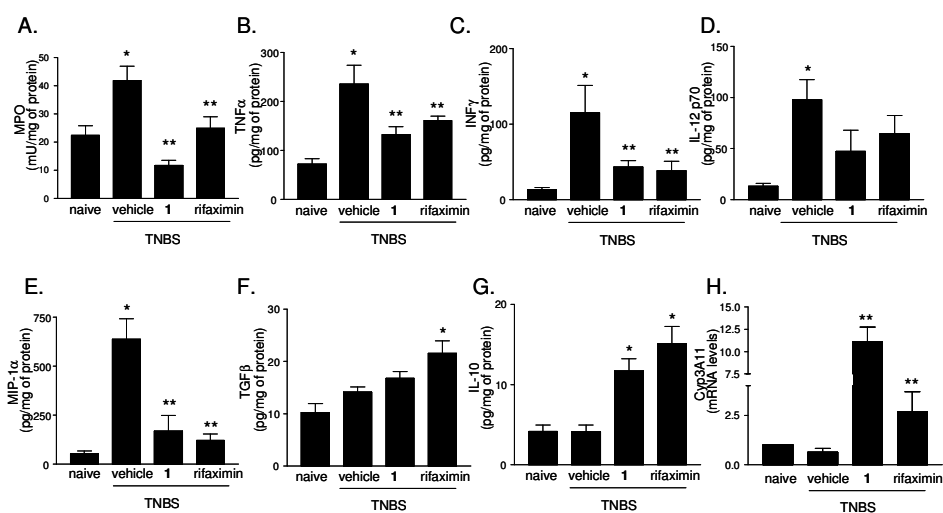 A.
MPO
(mU/mg of protein)
50
40
30
20
10
0
*
**
**
naive vehicle 1 rifaximin
TNBS
B.
TNFα
(pg/mg of protein)
300
200
100
0
*
**
**
naive vehicle 1 rifaximin
TNBS
C.
INFγ
(pg/mg of protein)
200
100
0
*
**
**
naive vehicle 1 rifaximin
TNBS
D.
IL-12 p70
(pg/mg of protein)
150
100
50
0
*
naive vehicle 1 rifaximin
TNBS
E.
MIP-1α
(pg/mg of protein)
750
500
250
0
*
**
**
naive vehicle 1 rifaximin
TNBS
F.
TGFβ
(pg/mg of protein)
30
20
10
0
*
naive vehicle 1 rifaximin
TNBS
G.
IL-10
(pg/mg of protein)
20
10
0
*
*
naive vehicle 1 rifaximin
TNBS
H.
Cyp3A11
(mRNA levels)
15.0
12.5
10.0
7.5
2.5
0.0
**
**
naive vehicle 1 rifaximin
TNBS